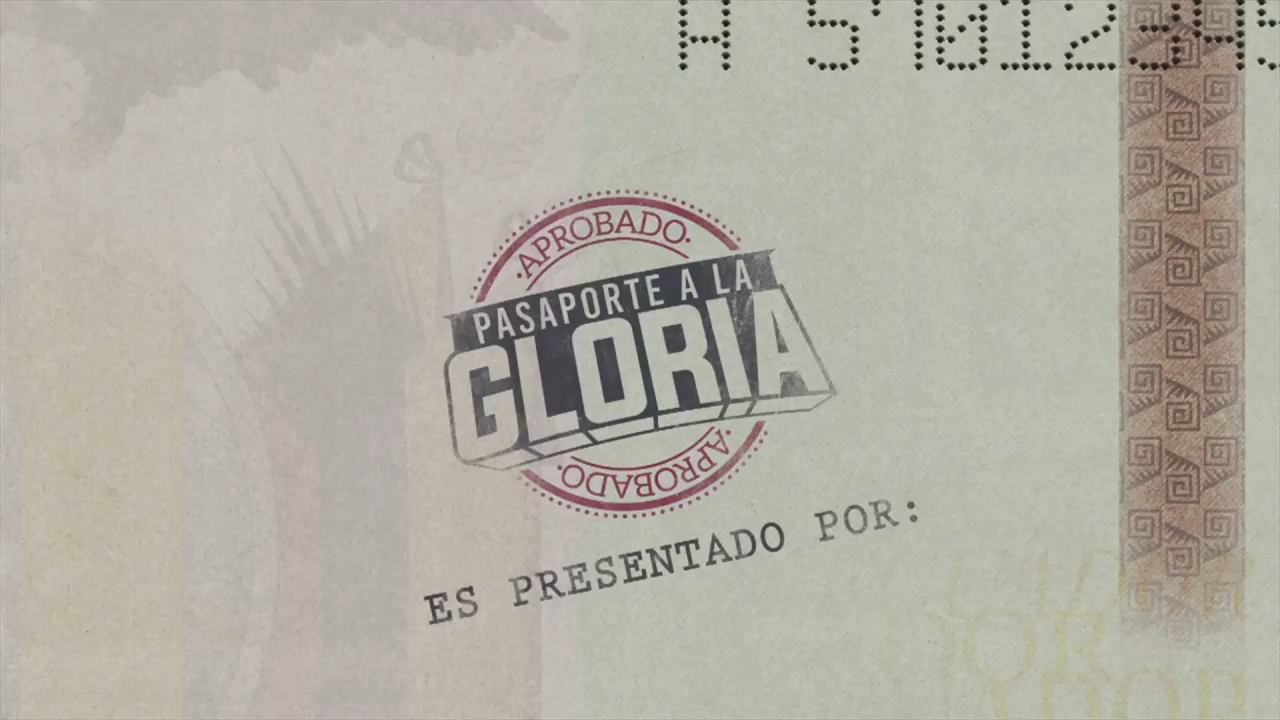 APROBADO
PASAPORTE A LA
GLORIA
APROBADO
ES PRESENTADO POR: